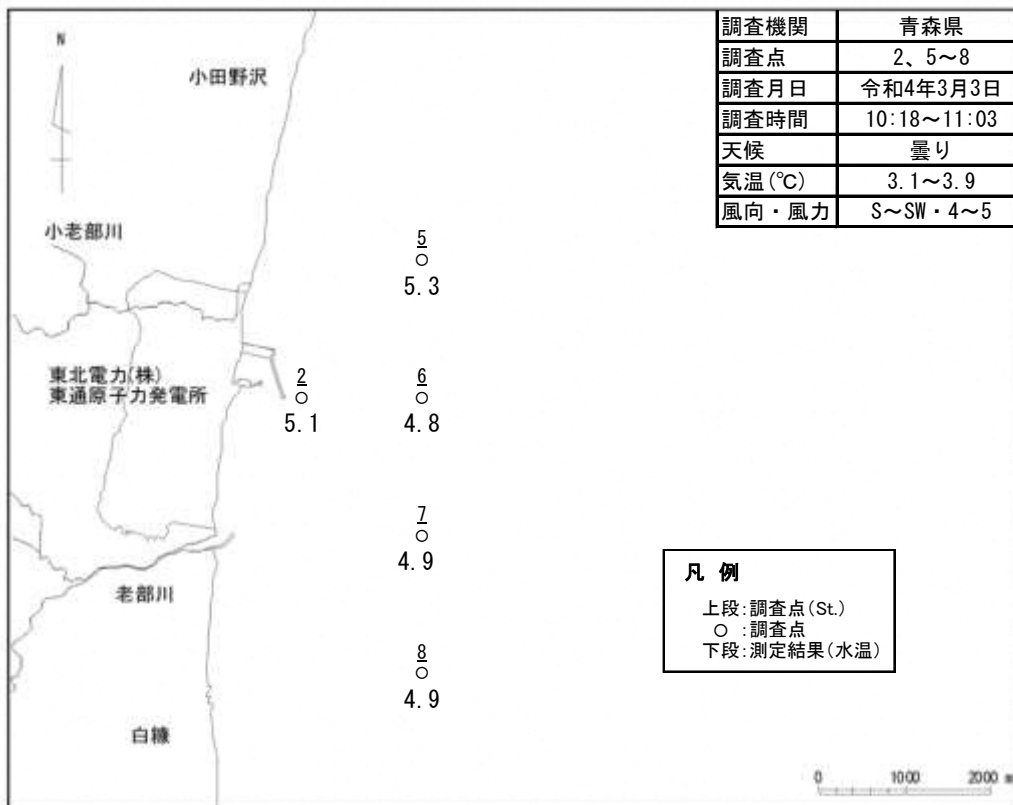 調査機関 青森県
調査点 2、5～8
調査月日 令和4年3月3日
調査時間 10:18～11:03
天候 曇り
気温(℃) 3.1～3.9
風向・風力 S～SW・4～5
N
小田野沢
小老部川
5
○
5.3
東北電力(株)
東通原子力発電所
2
○
5.1
6
○
4.8
7
○
4.9
老部川
8
○
4.9
白糠
凡 例
上段:調査点(St.)
○ :調査点
下段:測定結果(水温)
0 1000 2000 m